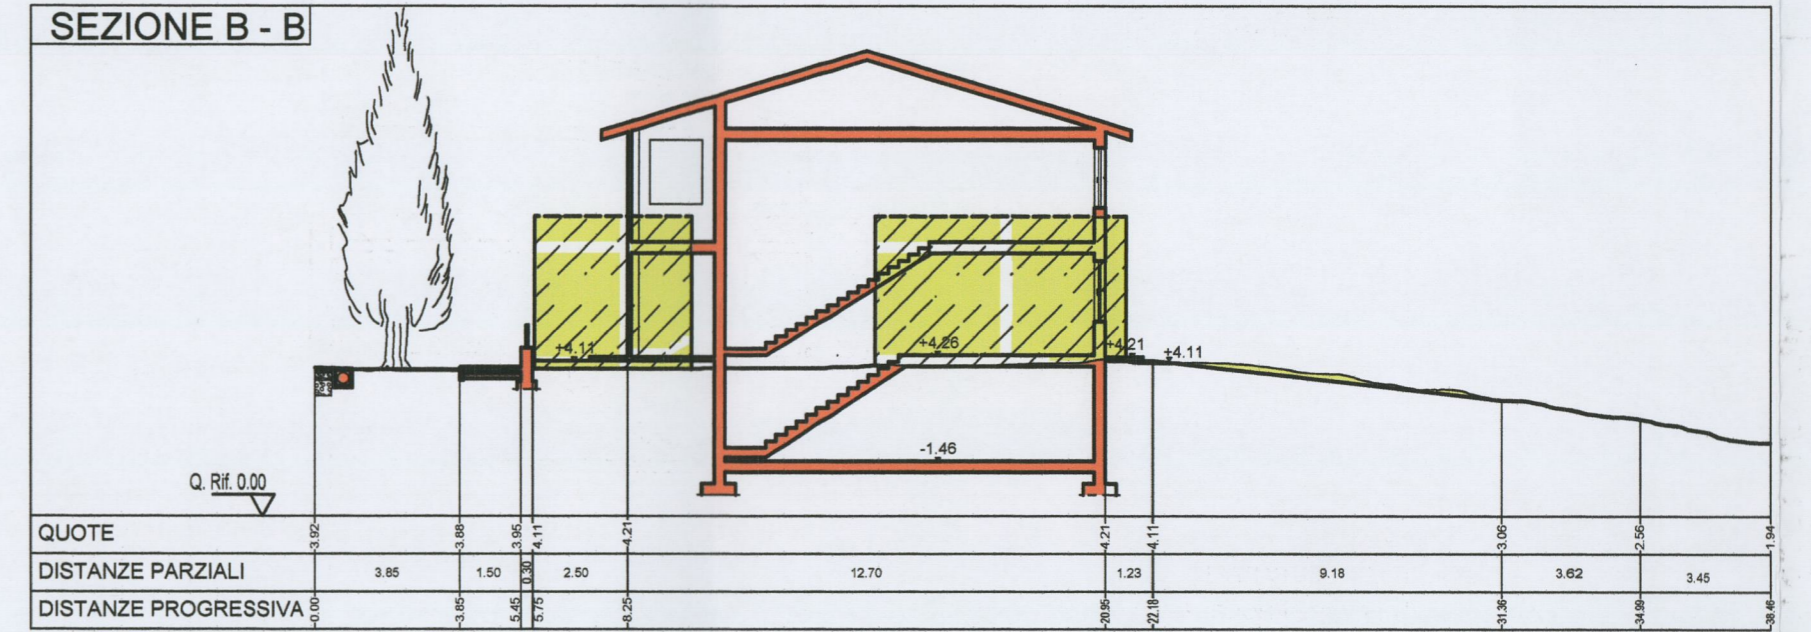 SEZIONE B - B
+4.11
+4.26
+4.21
+4.11
-1.46
Q. Rif. 0.00
QUOTE 3.92 3.88 3.95 4.11 4.21 4.21 4.11 3.06 2.56 1.94
DISTANZE PARZIALI 3.85 1.50 0.30 2.50 12.70 1.23 9.18 3.62 3.45
DISTANZE PROGRESSIVA 0.00 3.85 5.45 5.75 8.25 20.95 22.18 31.36 34.99 38.46